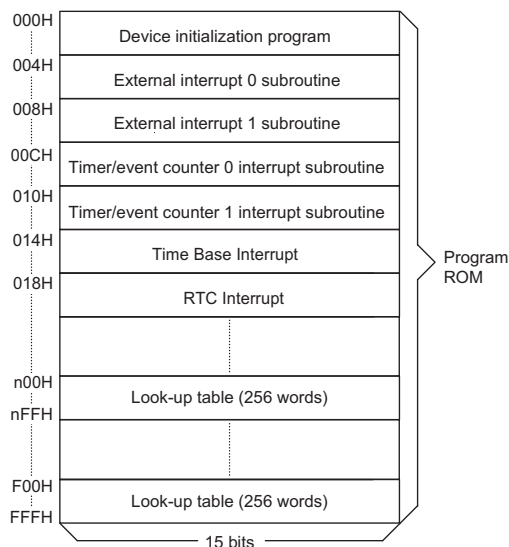 000H
Device initialization program
004H
External interrupt 0 subroutine
008H
External interrupt 1 subroutine
00CH
Timer/event counter 0 interrupt subroutine
010H
Timer/event counter 1 interrupt subroutine
014H
Time Base Interrupt
018H
RTC Interrupt
Program
ROM
n00H
Look-up table (256 words)
nFFH
F00H
Look-up table (256 words)
FFFH
15 bits